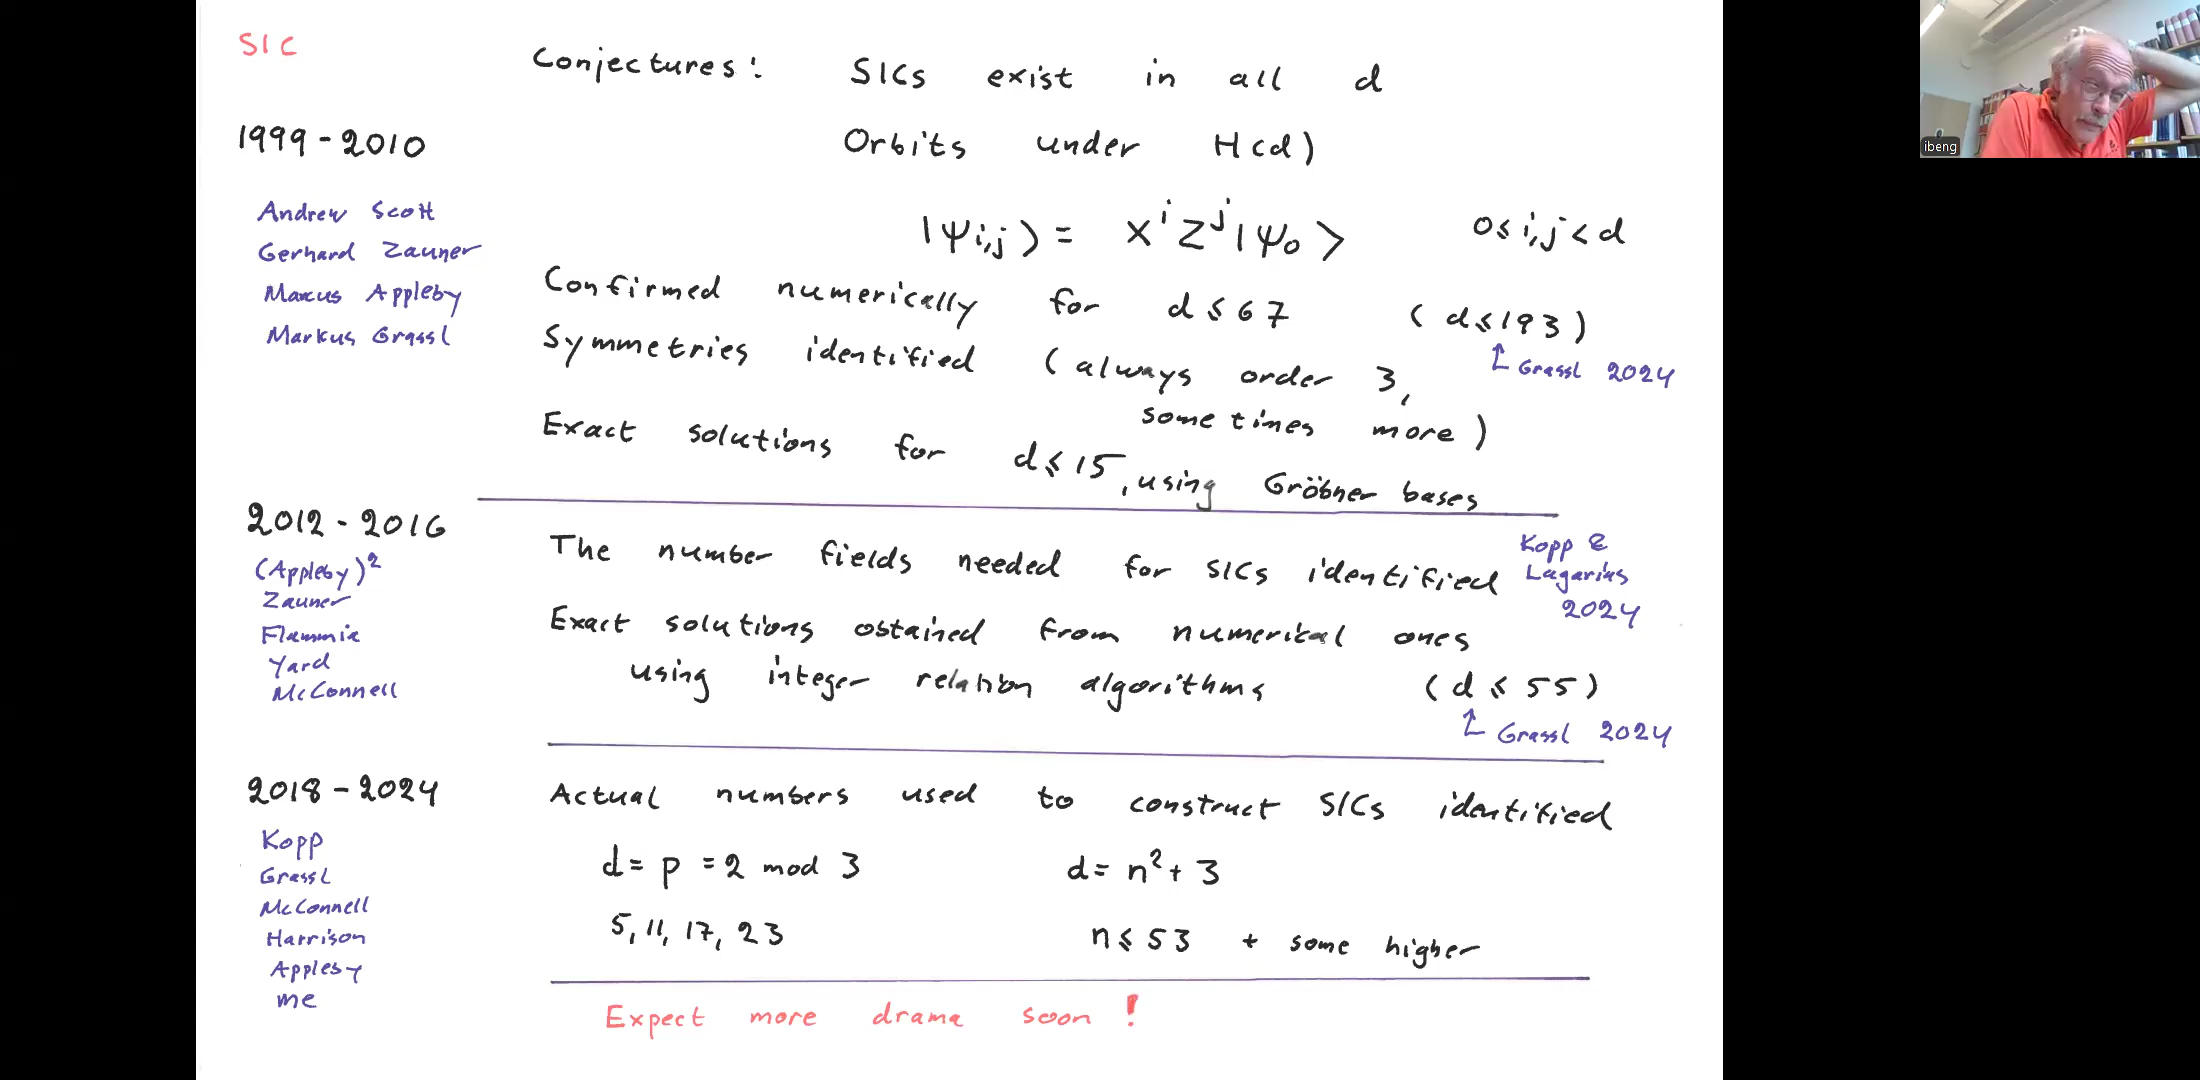 SIC
Conjectures: SICs exist in all d
1999-2010
Orbits under H(d)
Andrew Scott
Gerhard Zauner
Marcus Appleby
Markus Grassl
|ψi,j⟩ = X^i Z^j |ψ0⟩ 0≤i,j<d
Confirmed numerically for d≤67 (d≤193)
↑ Grassl 2024
Symmetries identified (always order 3,
some times more)
Exact solutions for d≤15, using Gröbner bases
2012-2016
(Appleby)²
Zauner
Flammia
Yard
McConnell
The number fields needed for SICs identified
Kopp &
Lagarias
2024
Exact solutions obtained from numerical ones
using integer relation algorithms (d≤55)
↑ Grassl 2024
2018-2024
Kopp
Grassl
McConnell
Harrison
Appleby
me
Actual numbers used to construct SICs identified
d = p = 2 mod 3 d = n²+3
5, 11, 17, 23 n≤53 + some higher
Expect more drama soon!
ibeng